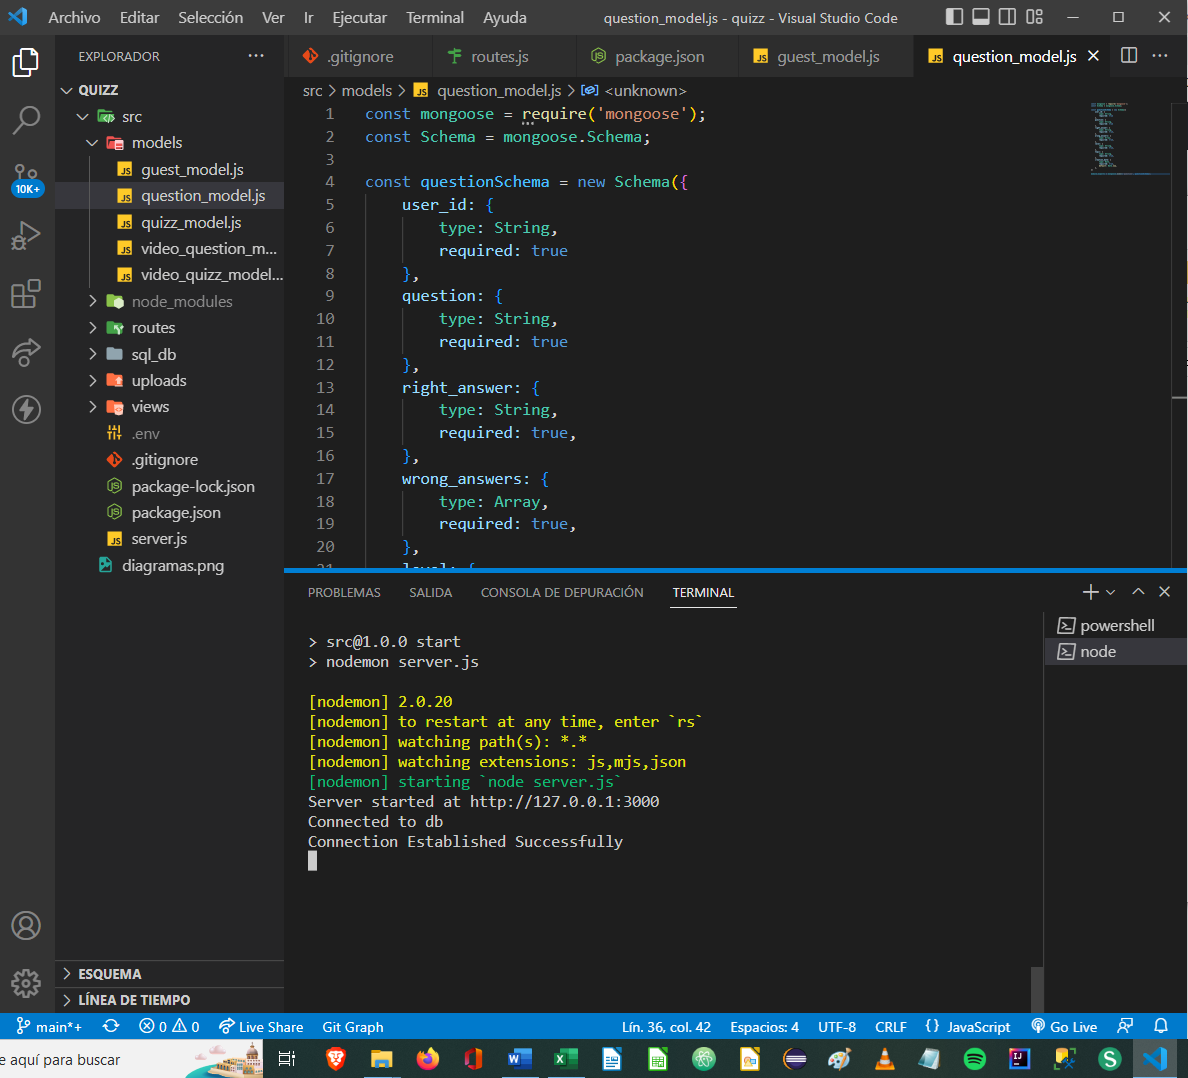 Archivo Editar Selección Ver Ir Ejecutar Terminal Ayuda question_model.js - quizz - Visual Studio Code
EXPLORADOR
QUIZZ
src
models
guest_model.js
question_model.js
quizz_model.js
video_question_m...
video_quizz_model...
node_modules
routes
sql_db
uploads
views
.env
.gitignore
package-lock.json
package.json
server.js
diagramas.png
ESQUEMA
LÍNEA DE TIEMPO
10K+
.gitignore routes.js package.json guest_model.js question_model.js
src > models > question_model.js > <unknown>
1 const mongoose = require('mongoose');
2 const Schema = mongoose.Schema;
3
4 const questionSchema = new Schema({
5 user_id: {
6 type: String,
7 required: true
8 },
9 question: {
10 type: String,
11 required: true
12 },
13 right_answer: {
14 type: String,
15 required: true,
16 },
17 wrong_answers: {
18 type: Array,
19 required: true,
20 },
21 level: {
PROBLEMAS SALIDA CONSOLA DE DEPURACIÓN TERMINAL
powershell
node
> src@1.0.0 start
> nodemon server.js
[nodemon] 2.0.20
[nodemon] to restart at any time, enter `rs`
[nodemon] watching path(s): *.*
[nodemon] watching extensions: js,mjs,json
[nodemon] starting `node server.js`
Server started at http://127.0.0.1:3000
Connected to db
Connection Established Successfully
main*+ 0 0 Live Share Git Graph Lín. 36, col. 42 Espacios: 4 UTF-8 CRLF {} JavaScript Go Live
e aquí para buscar